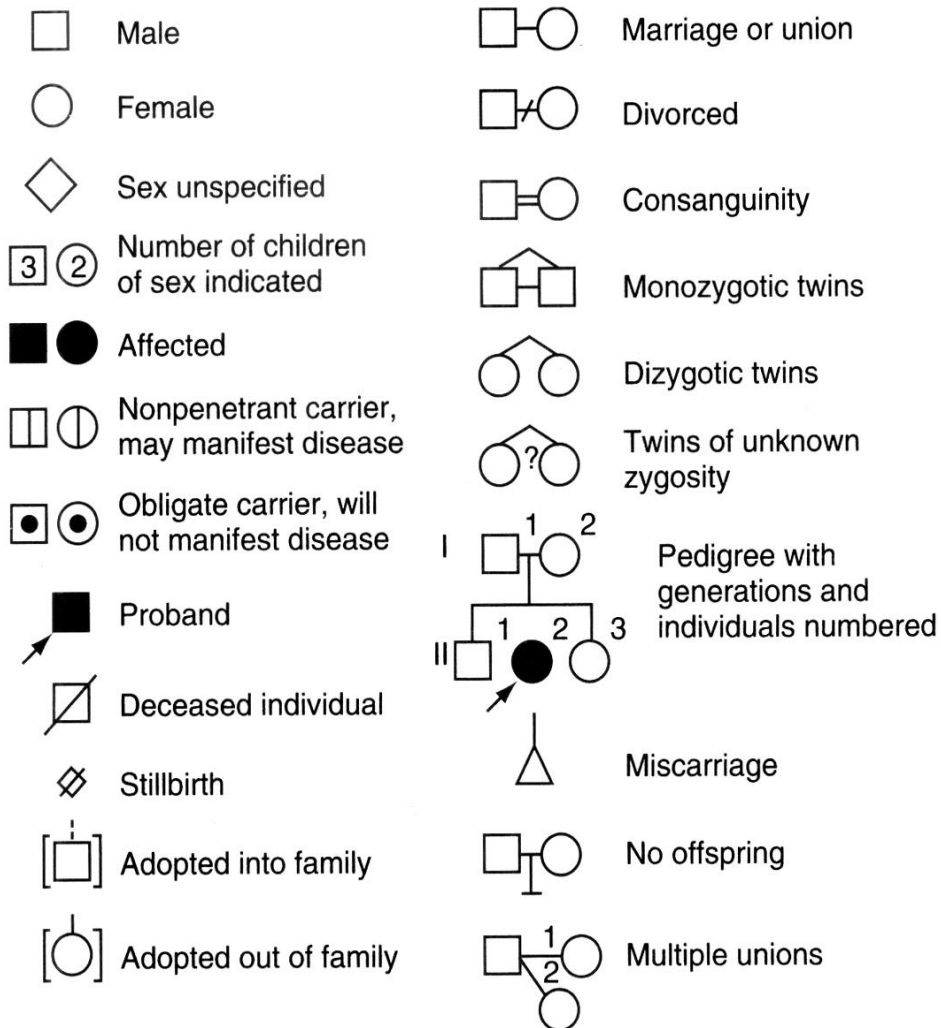 Male
Female
Sex unspecified
3 2 Number of children
of sex indicated
Affected
Nonpenetrant carrier,
may manifest disease
Obligate carrier, will
not manifest disease
Proband
Deceased individual
Stillbirth
Adopted into family
Adopted out of family
Marriage or union
Divorced
Consanguinity
Monozygotic twins
Dizygotic twins
? Twins of unknown
zygosity
I 1 2
II 1 2 3
Pedigree with
generations and
individuals numbered
Miscarriage
No offspring
1
2
Multiple unions